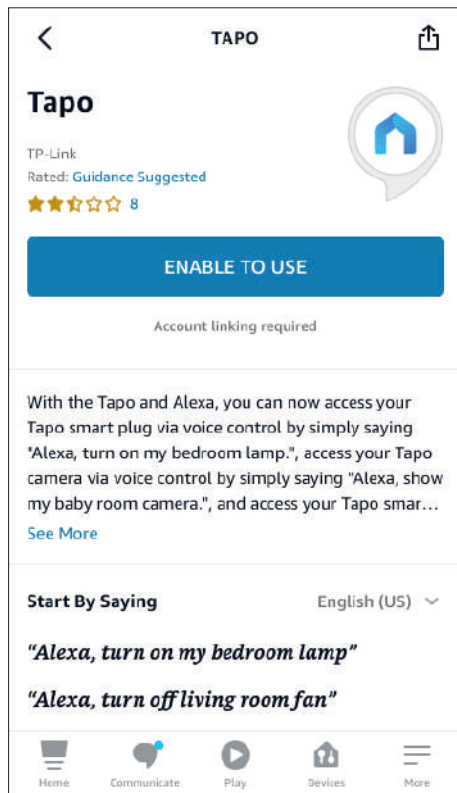 TAPO
Tapo
TP-Link
Rated: Guidance Suggested
8
ENABLE TO USE
Account linking required
With the Tapo and Alexa, you can now access your
Tapo smart plug via voice control by simply saying
"Alexa, turn on my bedroom lamp.", access your Tapo
camera via voice control by simply saying "Alexa, show
my baby room camera.", and access your Tapo smar...
See More
Start By Saying English (US)
“Alexa, turn on my bedroom lamp”
“Alexa, turn off living room fan”
Home Communicate Play Devices More